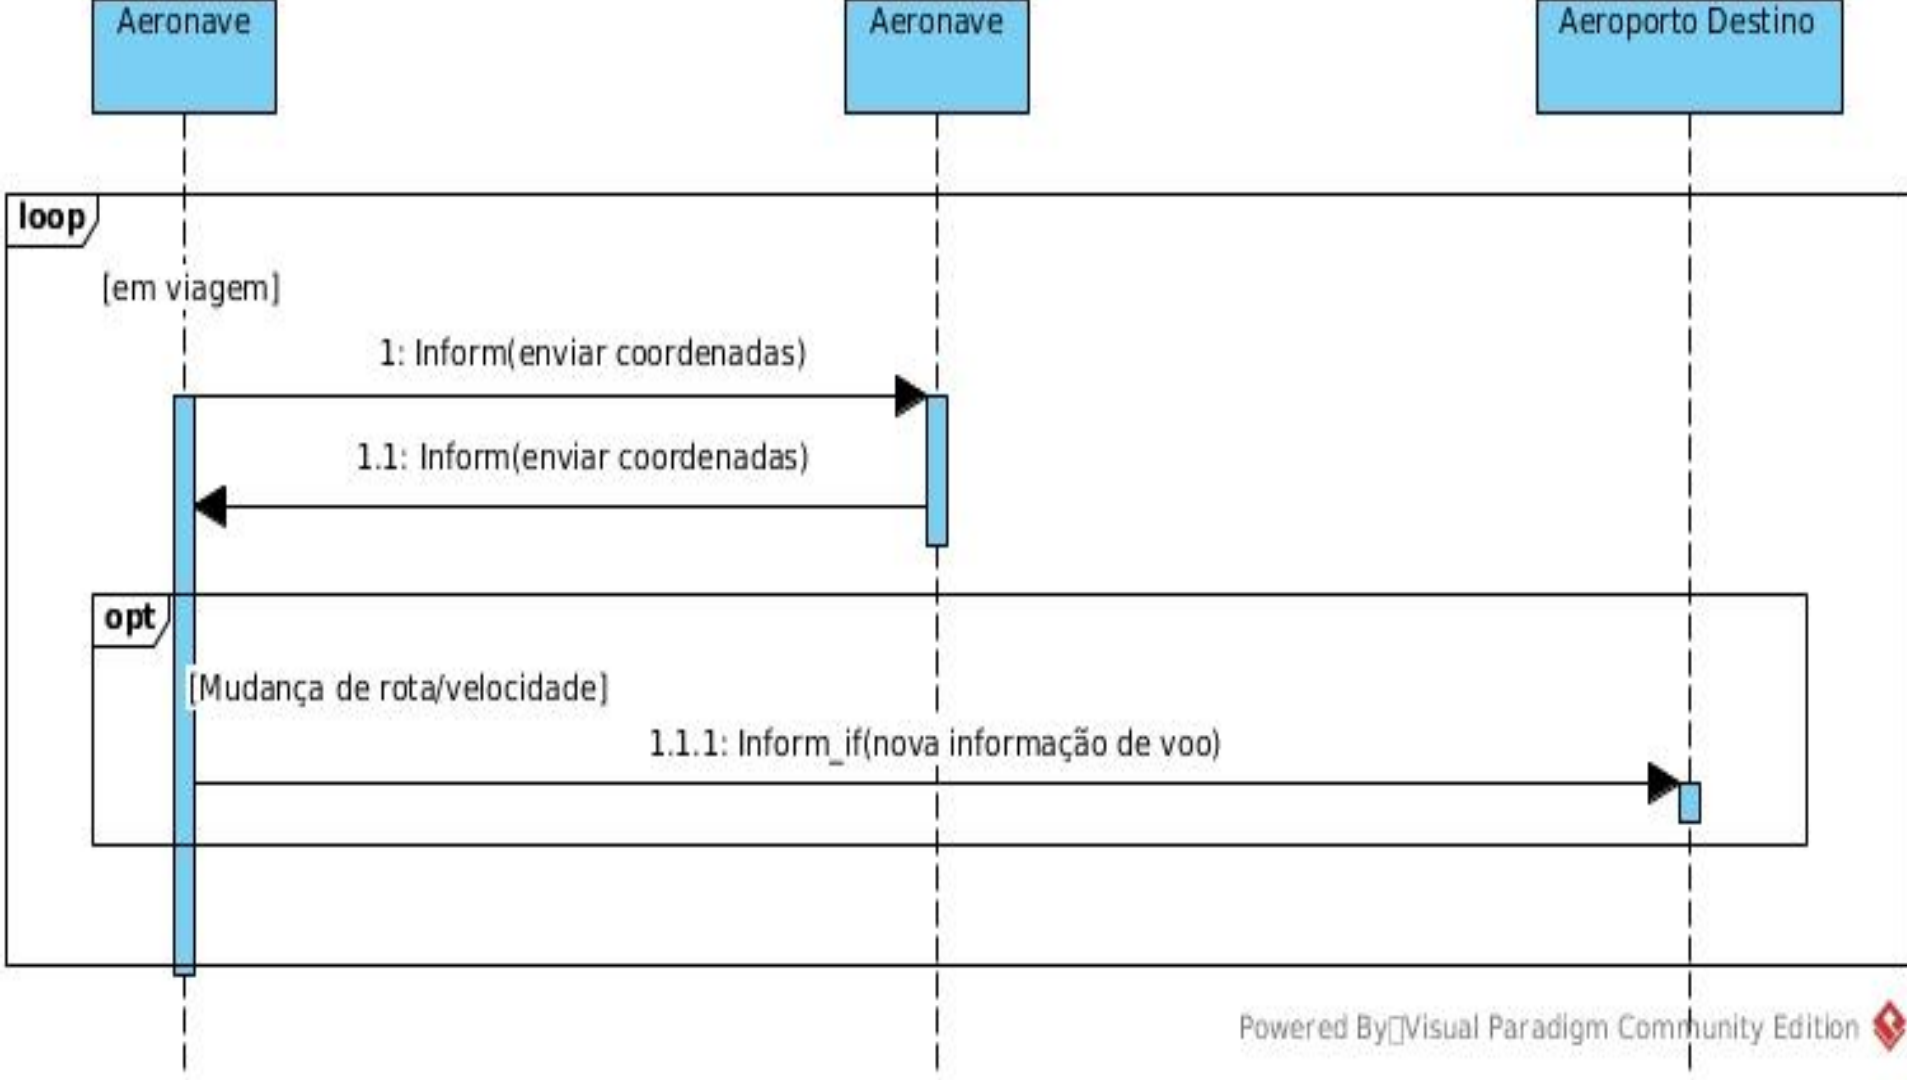 Aeronave
Aeronave
Aeroporto Destino
loop
[em viagem]
1: Inform(enviar coordenadas)
1.1: Inform(enviar coordenadas)
opt
[Mudança de rota/velocidade]
1.1.1: Inform_if(nova informação de voo)
Powered By Visual Paradigm Community Edition